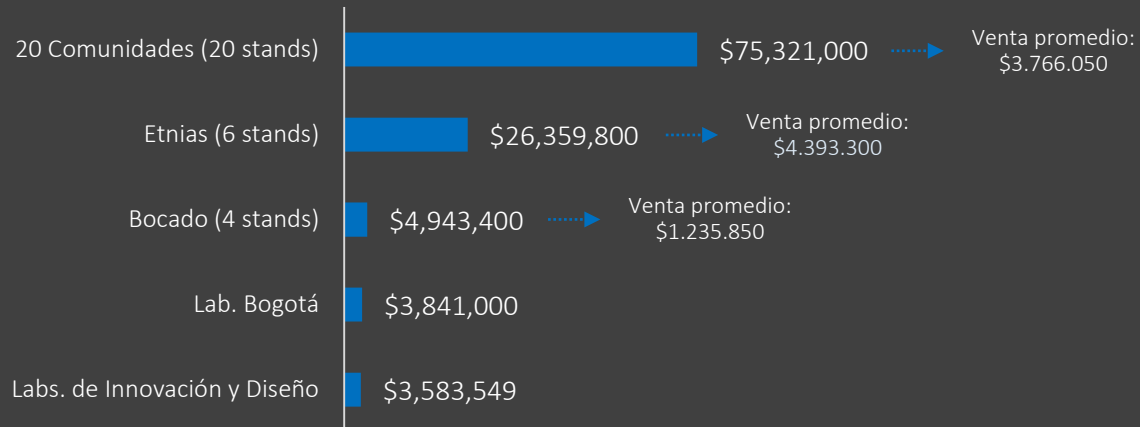 20 Comunidades (20 stands)
$75,321,000
Venta promedio:
$3.766.050
Etnias (6 stands)
$26,359,800
Venta promedio:
$4.393.300
Bocado (4 stands)
$4,943,400
Venta promedio:
$1.235.850
Lab. Bogotá
$3,841,000
Labs. de Innovación y Diseño
$3,583,549